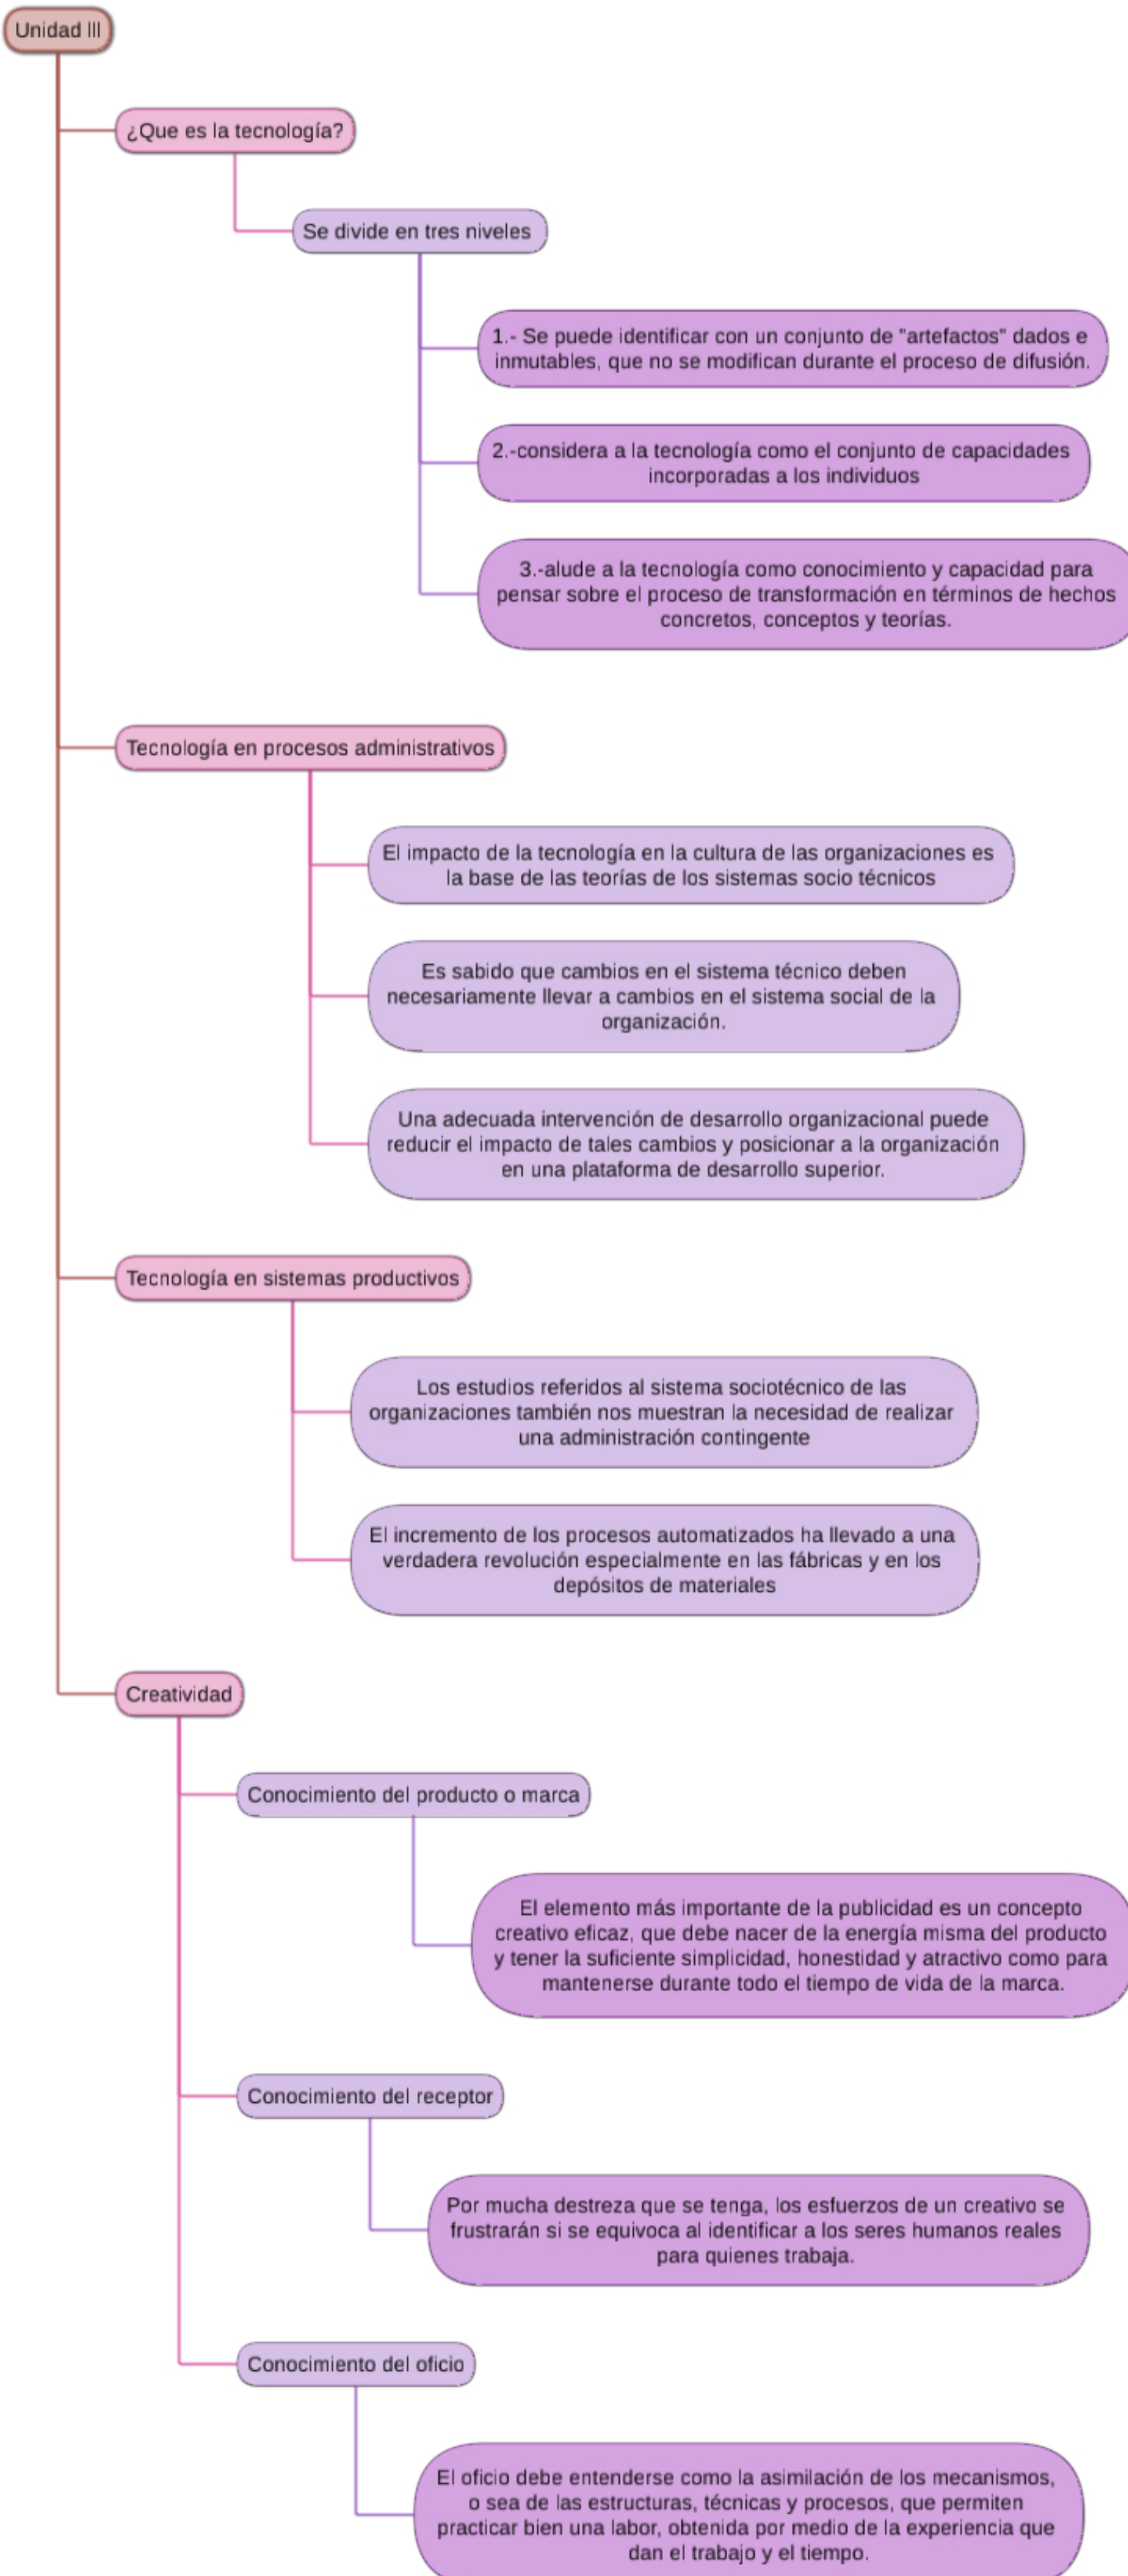 Unidad III
¿Que es la tecnología?
Se divide en tres niveles
1.- Se puede identificar con un conjunto de "artefactos" dados e
inmutables, que no se modifican durante el proceso de difusión.
2.-considera a la tecnología como el conjunto de capacidades
incorporadas a los individuos
3.-alude a la tecnología como conocimiento y capacidad para
pensar sobre el proceso de transformación en términos de hechos
concretos, conceptos y teorías.
Tecnología en procesos administrativos
El impacto de la tecnología en la cultura de las organizaciones es
la base de las teorías de los sistemas socio técnicos
Es sabido que cambios en el sistema técnico deben
necesariamente llevar a cambios en el sistema social de la
organización.
Una adecuada intervención de desarrollo organizacional puede
reducir el impacto de tales cambios y posicionar a la organización
en una plataforma de desarrollo superior.
Tecnología en sistemas productivos
Los estudios referidos al sistema sociotécnico de las
organizaciones también nos muestran la necesidad de realizar
una administración contingente
El incremento de los procesos automatizados ha llevado a una
verdadera revolución especialmente en las fábricas y en los
depósitos de materiales
Creatividad
Conocimiento del producto o marca
El elemento más importante de la publicidad es un concepto
creativo eficaz, que debe nacer de la energía misma del producto
y tener la suficiente simplicidad, honestidad y atractivo como para
mantenerse durante todo el tiempo de vida de la marca.
Conocimiento del receptor
Por mucha destreza que se tenga, los esfuerzos de un creativo se
frustrarán si se equivoca al identificar a los seres humanos reales
para quienes trabaja.
Conocimiento del oficio
El oficio debe entenderse como la asimilación de los mecanismos,
o sea de las estructuras, técnicas y procesos, que permiten
practicar bien una labor, obtenida por medio de la experiencia que
dan el trabajo y el tiempo.